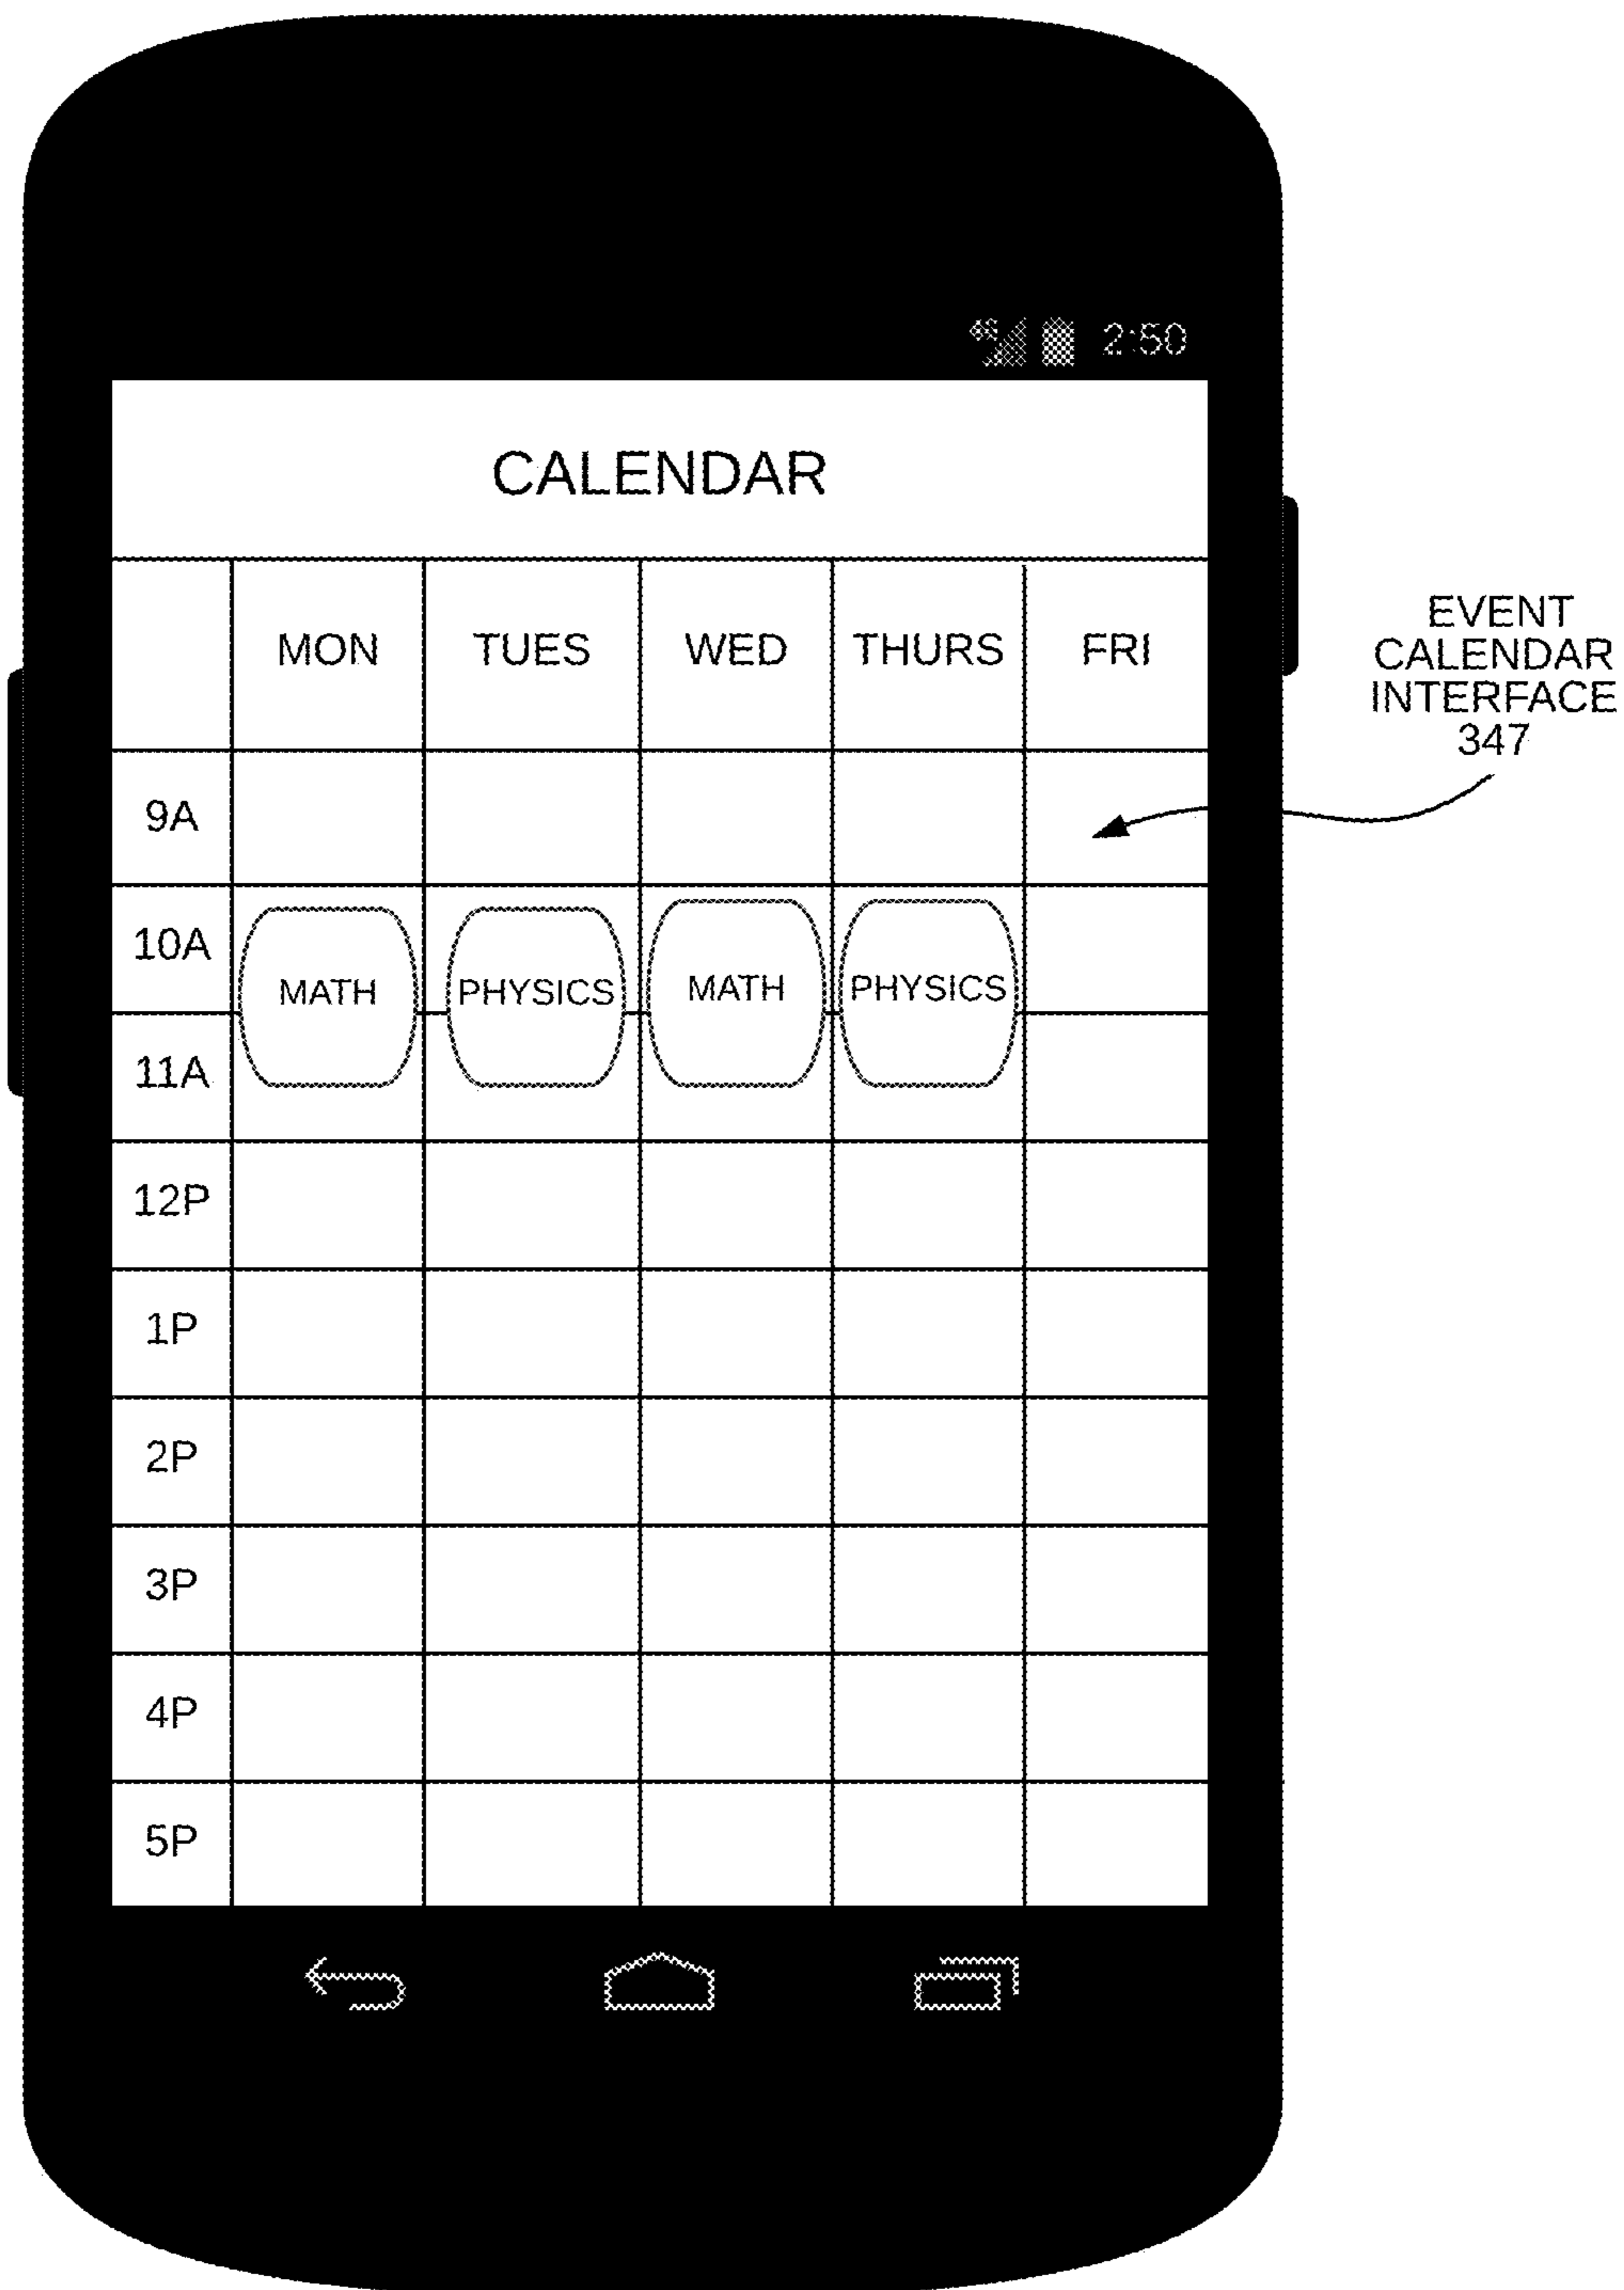 4G 2:50
CALENDAR
MON TUES WED THURS FRI
EVENT
CALENDAR
INTERFACE
347
9A
10A
MATH PHYSICS MATH PHYSICS
11A
12P
1P
2P
3P
4P
5P